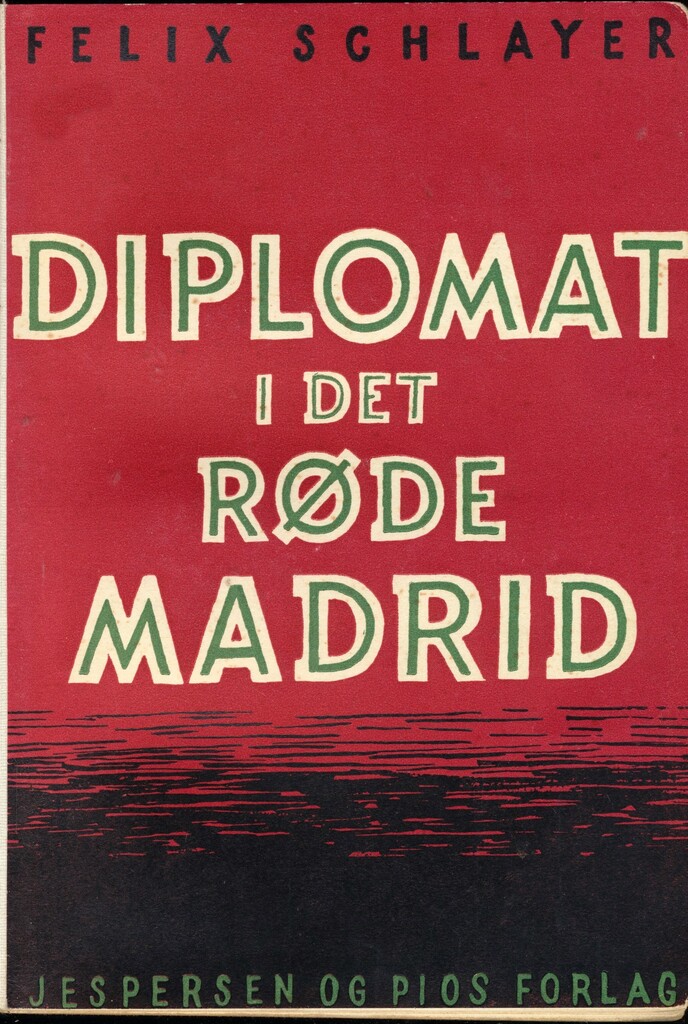 FELIX SCHLAYER
DIPLOMAT
I DET
RØDE
MADRID
JESPERSEN OG PIOS FORLAG